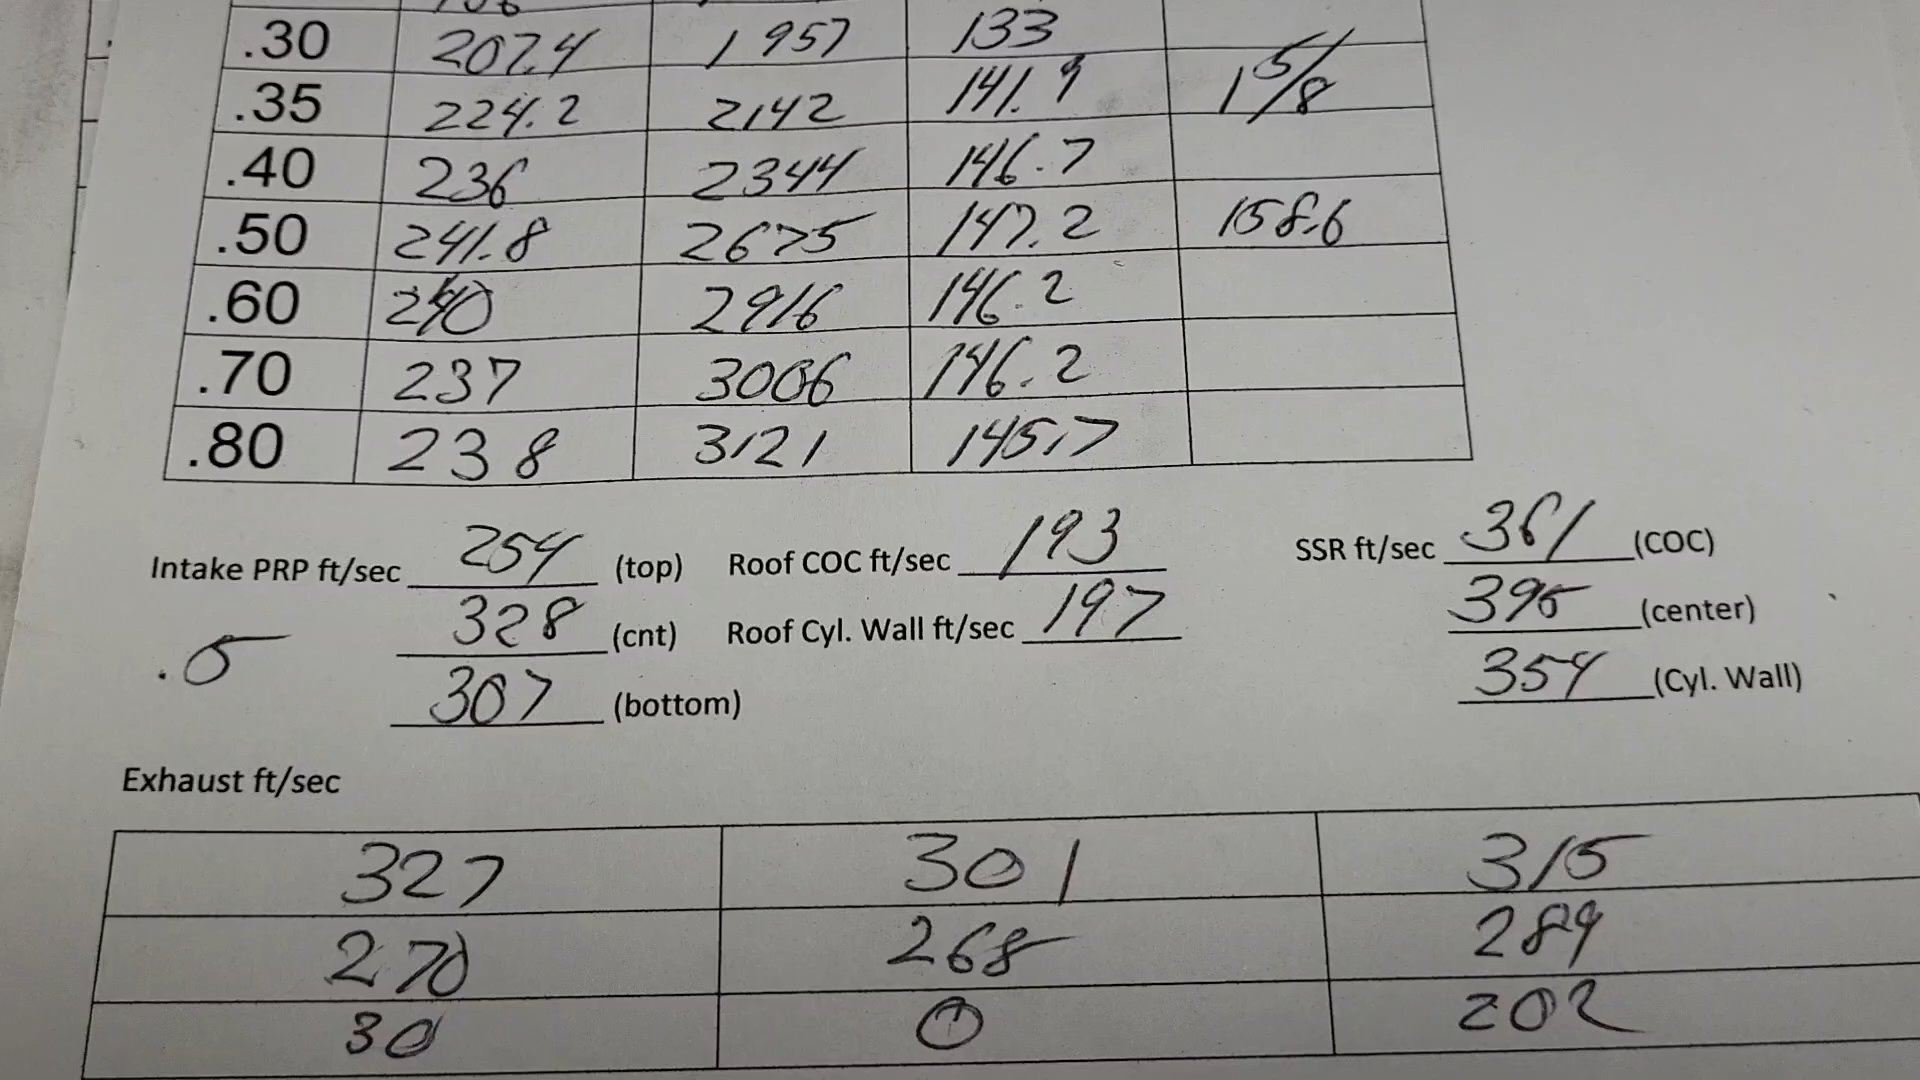 .30 207.4 1957 133
.35 224.2 2142 141.9 1 5/8
.40 236 2344 146.7
.50 241.8 2675 147.2 158.6
.60 240 2916 146.2
.70 237 3006 146.2
.80 238 3121 145.7
Intake PRP ft/sec 254 (top) Roof COC ft/sec 193 SSR ft/sec 361 (COC)
328 (cnt) Roof Cyl. Wall ft/sec 197 395 (center)
.5 307 (bottom) 354 (Cyl. Wall)
Exhaust ft/sec
327 301 315
270 268 289
30 0 202